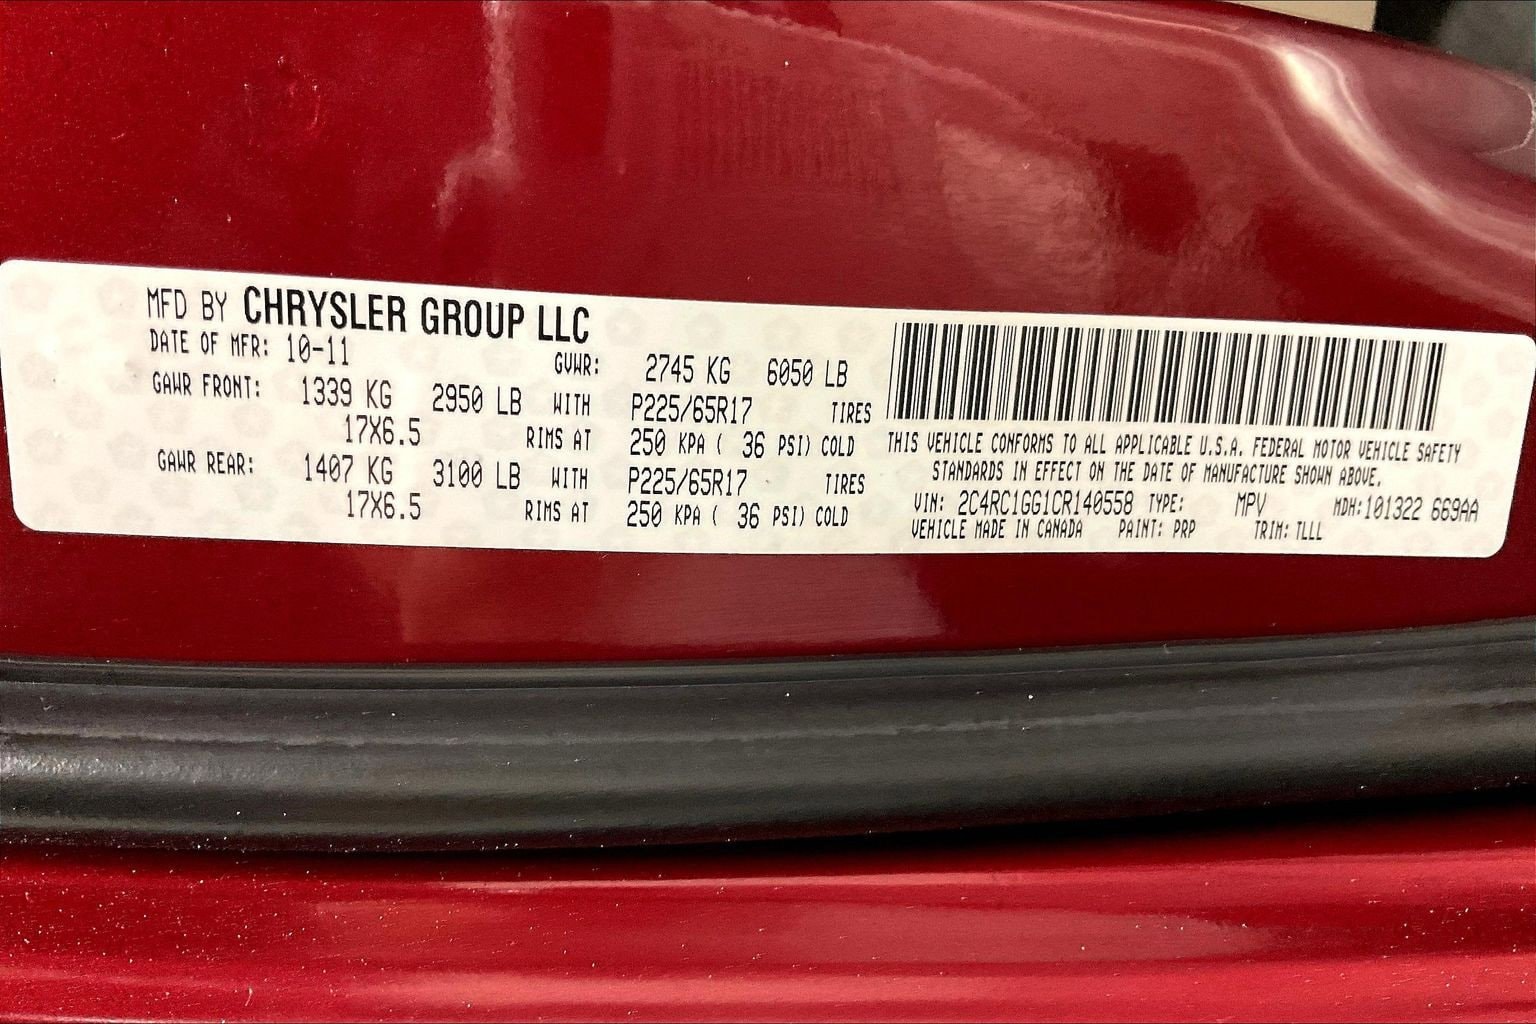 MFD BY CHRYSLER GROUP LLC
DATE OF MFR: 10-11 GVWR: 2745 KG 6050 LB
GAWR FRONT: 1339 KG 2950 LB WITH P225/65R17 TIRES
17X6.5 RIMS AT 250 KPA ( 36 PSI) COLD
GAWR REAR: 1407 KG 3100 LB WITH P225/65R17 TIRES
17X6.5 RIMS AT 250 KPA ( 36 PSI) COLD
THIS VEHICLE CONFORMS TO ALL APPLICABLE U.S.A. FEDERAL MOTOR VEHICLE SAFETY
STANDARDS IN EFFECT ON THE DATE OF MANUFACTURE SHOWN ABOVE.
VIN: 2C4RC1GG1CR140558 TYPE: MPV MDH:101322 669AA
VEHICLE MADE IN CANADA PAINT: PRP TRIM: TLLL